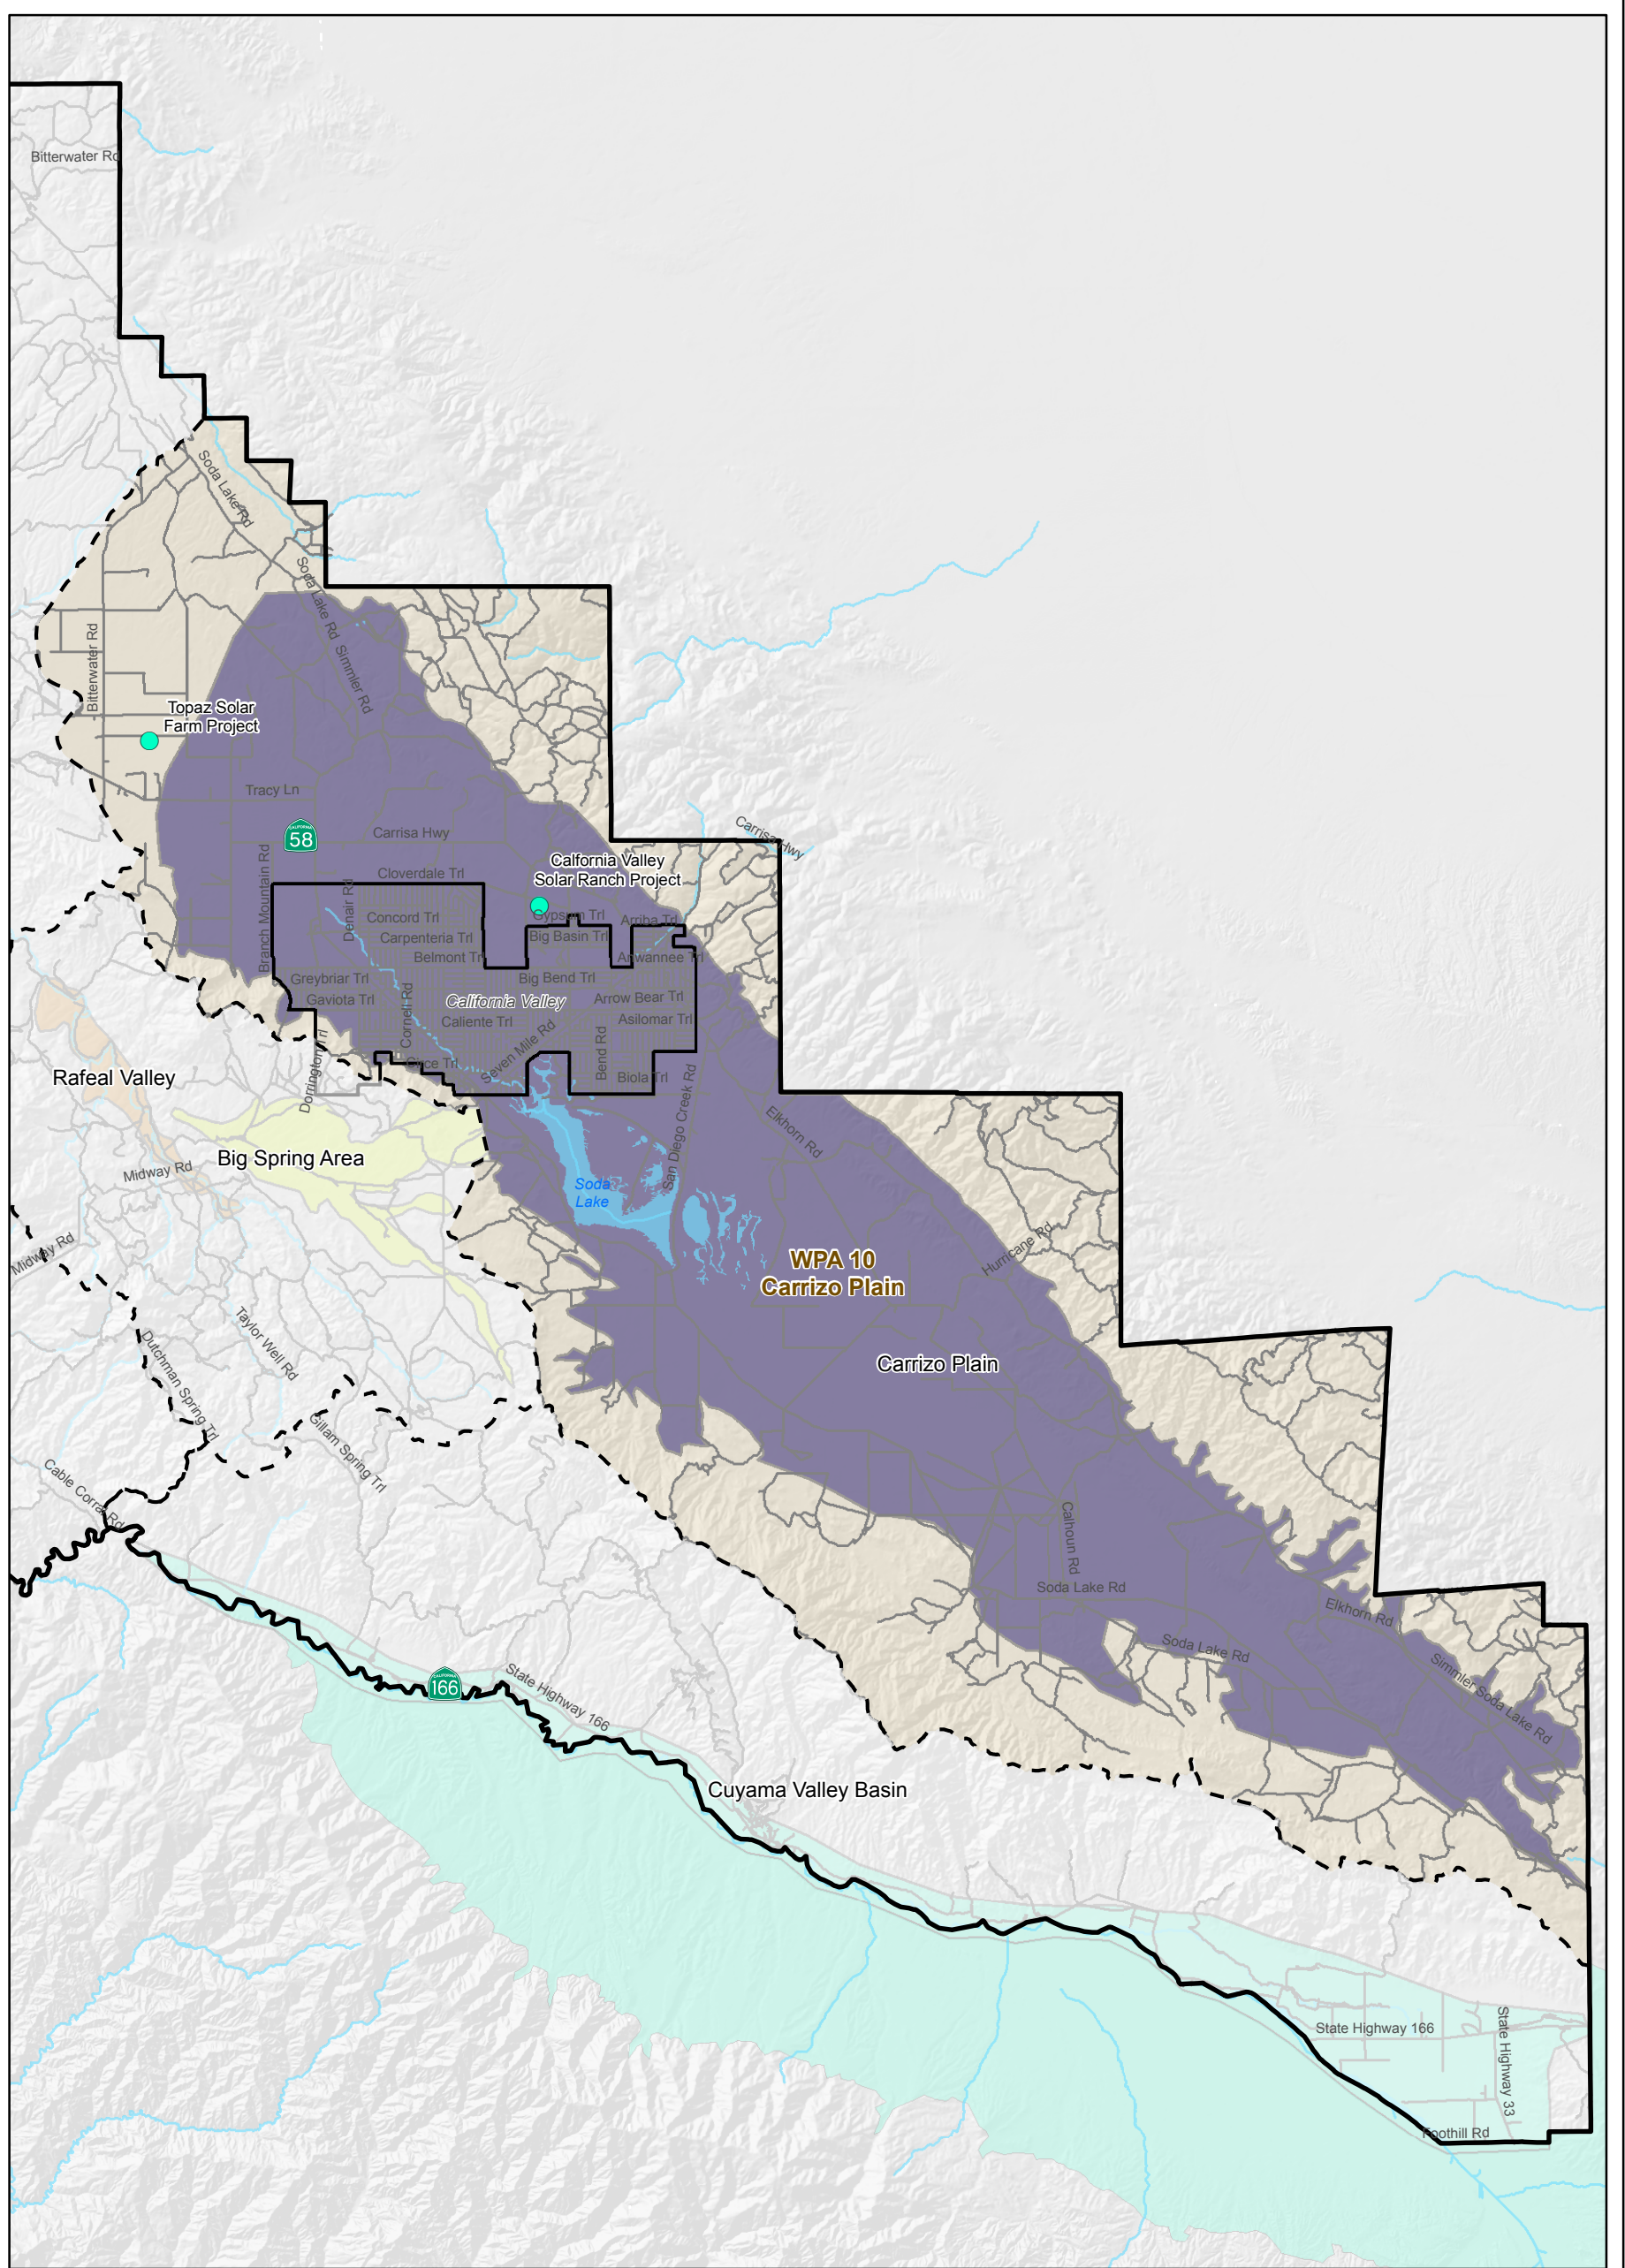 Bitterwater Rd
Soda Lake Rd
Soda Lake Rd
Simmler Rd
Bitterwater Rd
Topaz Solar
Farm Project
Tracy Ln
CALIFORNIA
58
Carrisa Hwy
Carrisa Hwy
Calfornia Valley
Solar Ranch Project
Cloverdale Trl
Branch Mountain Rd
Denair Rd
Concord Trl
Gypsum Trl
Arriba Trl
Carpenteria Trl
Big Basin Trl
Belmont Trl
Arwannee Trl
Greybriar Trl
Big Bend Trl
Gaviota Trl
California Valley
Arrow Bear Trl
Cornell Rd
Caliente Trl
Asilomar Trl
Seven Mile Rd
Bend Rd
Circe Trl
Biola Trl
Dorrington Trl
Rafeal Valley
San Diego Creek Rd
Elkhorn Rd
Big Spring Area
Midway Rd
Soda
Lake
Midway Rd
Hurricane Rd
WPA 10
Carrizo Plain
Taylor Well Rd
Dutchman Spring Trl
Carrizo Plain
Gillam Spring Trl
Cable Corral Rd
Calhoun Rd
Soda Lake Rd
Elkhorn Rd
Soda Lake Rd
Simmler Soda Lake Rd
CALIFORNIA
166
State Highway 166
Cuyama Valley Basin
State Highway 166
State Highway 33
Foothill Rd